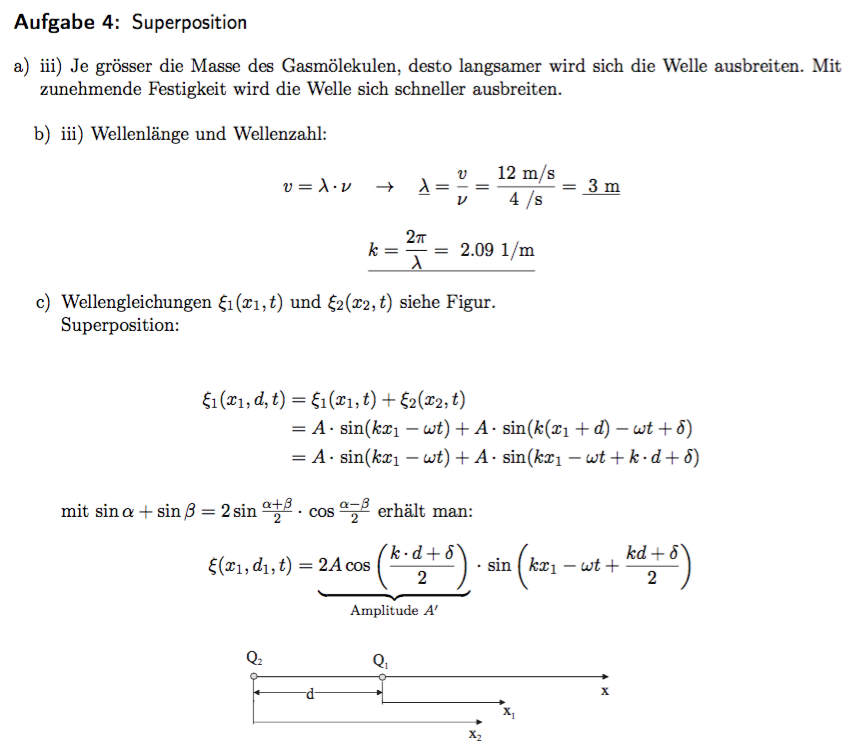 Aufgabe 4: Superposition
a) iii) Je grösser die Masse des Gasmölekulen, desto langsamer wird sich die Welle ausbreiten. Mit
zunehmende Festigkeit wird die Welle sich schneller ausbreiten.
b) iii) Wellenlänge und Wellenzahl:
v = λ · ν → λ = v/ν = 12 m/s / 4 /s = 3 m
k = 2π/λ = 2.09 1/m
c) Wellengleichungen ξ₁(x₁, t) und ξ₂(x₂, t) siehe Figur.
Superposition:
ξ₁(x₁, d, t) = ξ₁(x₁, t) + ξ₂(x₂, t)
= A · sin(kx₁ − ωt) + A · sin(k(x₁ + d) − ωt + δ)
= A · sin(kx₁ − ωt) + A · sin(kx₁ − ωt + k · d + δ)
mit sin α + sin β = 2 sin (α+β)/2 · cos (α−β)/2 erhält man:
ξ(x₁, d₁, t) = 2A cos ((k · d + δ)/2) · sin (kx₁ − ωt + (kd + δ)/2)
Amplitude A′
Q₂ Q₁
d x
x₁
x₂